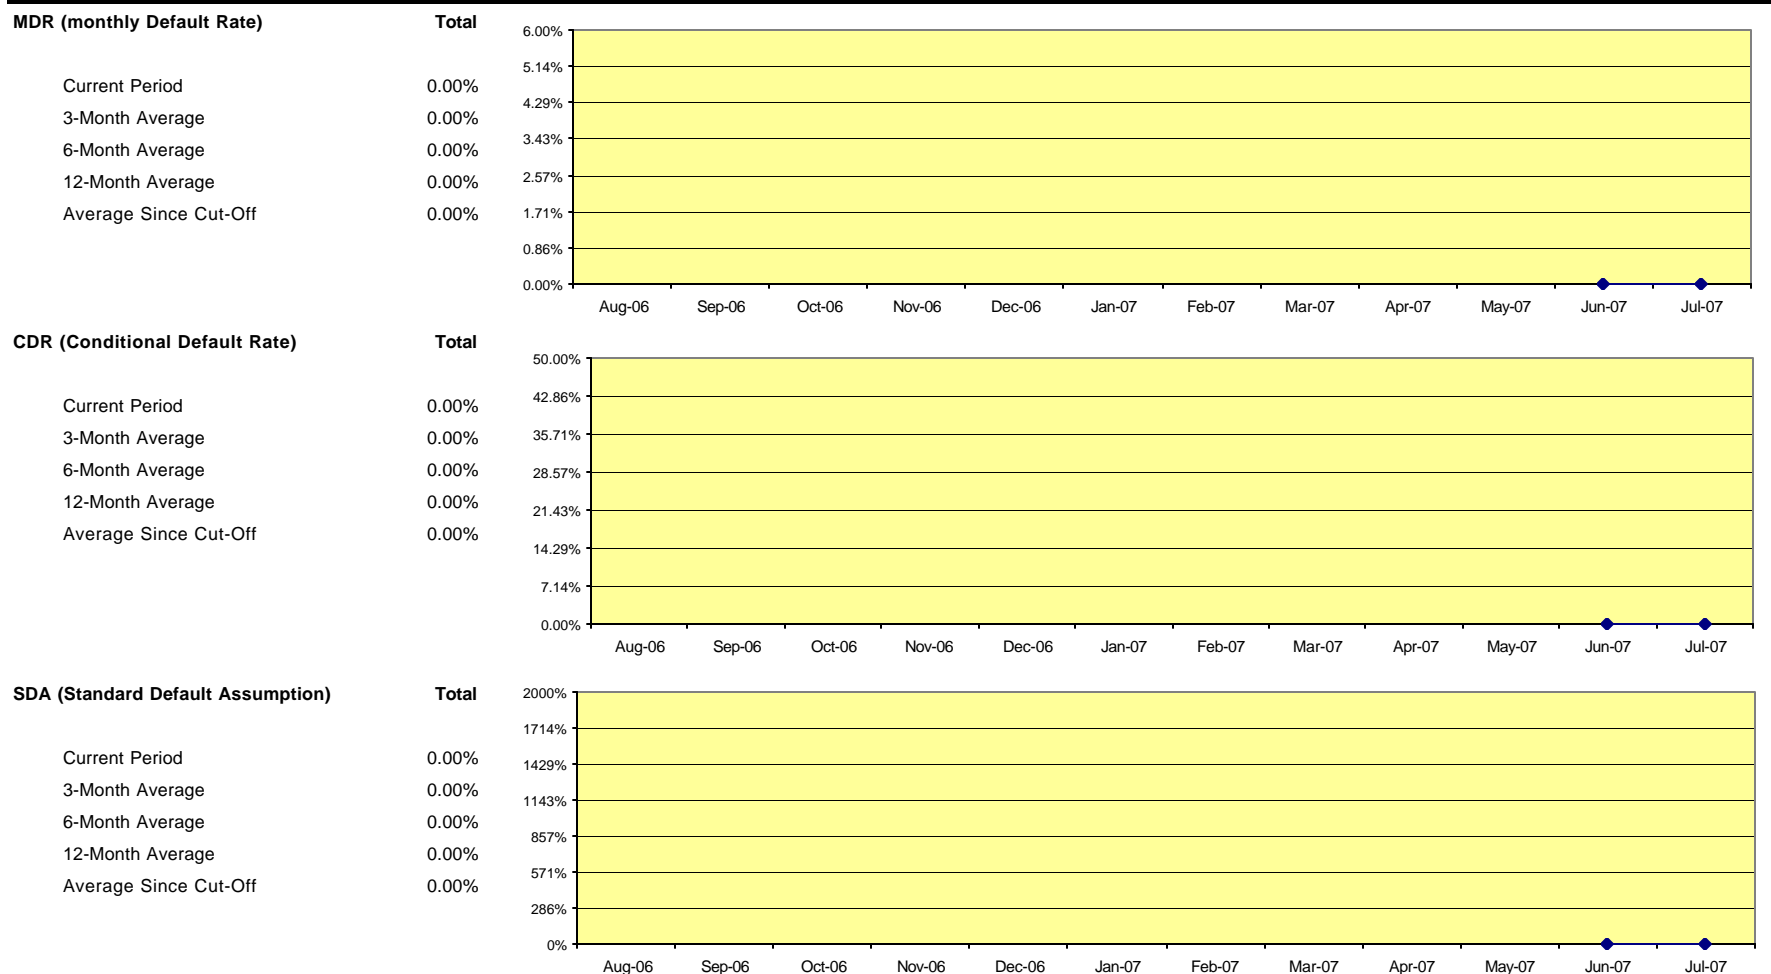 MDR (monthly Default Rate) Total
Current Period 0.00%
3-Month Average 0.00%
6-Month Average 0.00%
12-Month Average 0.00%
Average Since Cut-Off 0.00%
6.00%
5.14%
4.29%
3.43%
2.57%
1.71%
0.86%
0.00%
Aug-06 Sep-06 Oct-06 Nov-06 Dec-06 Jan-07 Feb-07 Mar-07 Apr-07 May-07 Jun-07 Jul-07
CDR (Conditional Default Rate) Total
Current Period 0.00%
3-Month Average 0.00%
6-Month Average 0.00%
12-Month Average 0.00%
Average Since Cut-Off 0.00%
50.00%
42.86%
35.71%
28.57%
21.43%
14.29%
7.14%
0.00%
Aug-06 Sep-06 Oct-06 Nov-06 Dec-06 Jan-07 Feb-07 Mar-07 Apr-07 May-07 Jun-07 Jul-07
SDA (Standard Default Assumption) Total
Current Period 0.00%
3-Month Average 0.00%
6-Month Average 0.00%
12-Month Average 0.00%
Average Since Cut-Off 0.00%
2000%
1714%
1429%
1143%
857%
571%
286%
0%
Aug-06 Sep-06 Oct-06 Nov-06 Dec-06 Jan-07 Feb-07 Mar-07 Apr-07 May-07 Jun-07 Jul-07